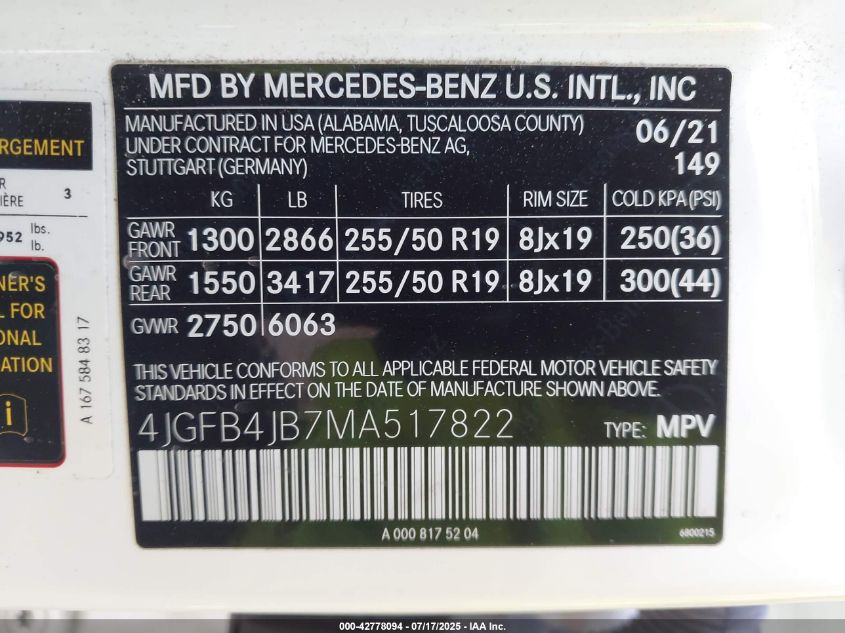 MFD BY MERCEDES-BENZ U.S. INTL., INC
MANUFACTURED IN USA (ALABAMA, TUSCALOOSA COUNTY)
UNDER CONTRACT FOR MERCEDES-BENZ AG,
STUTTGART (GERMANY)
06/21
149
KG LB TIRES RIM SIZE COLD KPA (PSI)
GAWR FRONT 1300 2866 255/50 R19 8Jx19 250(36)
GAWR REAR 1550 3417 255/50 R19 8Jx19 300(44)
GVWR 2750 6063
THIS VEHICLE CONFORMS TO ALL APPLICABLE FEDERAL MOTOR VEHICLE SAFETY
STANDARDS IN EFFECT ON THE DATE OF MANUFACTURE SHOWN ABOVE.
4JGFB4JB7MA517822 TYPE: MPV
A 000 817 52 04
6800215
RGEMENT
R
IÈRE 3
952 lbs.
lb.
NER'S
L FOR
ONAL
ATION
i
A 167 584 83 17
000-42778094 - 07/17/2025 - IAA Inc.